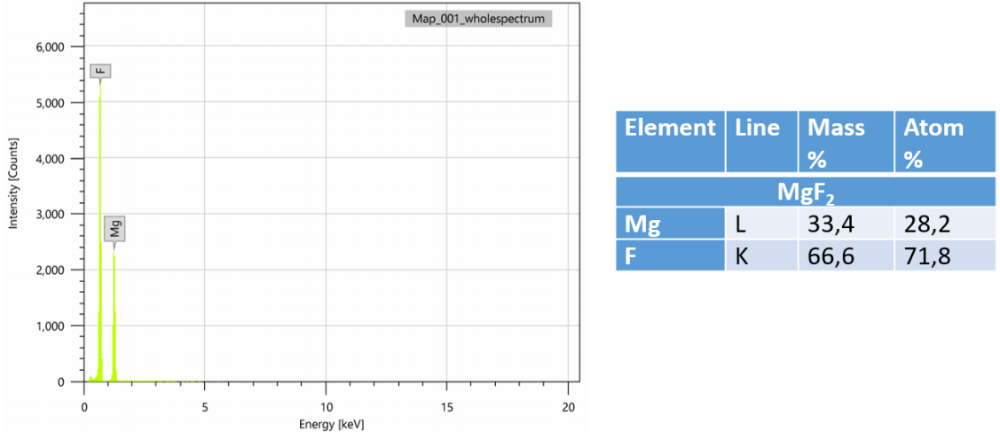 Map_001_wholespectrum
6,000
5,000
4,000
3,000
2,000
1,000
0
Intensity [Counts]
F
Mg
0 5 10 15 20
Energy [keV]
Element Line Mass % Atom %
MgF₂
Mg L 33,4 28,2
F K 66,6 71,8